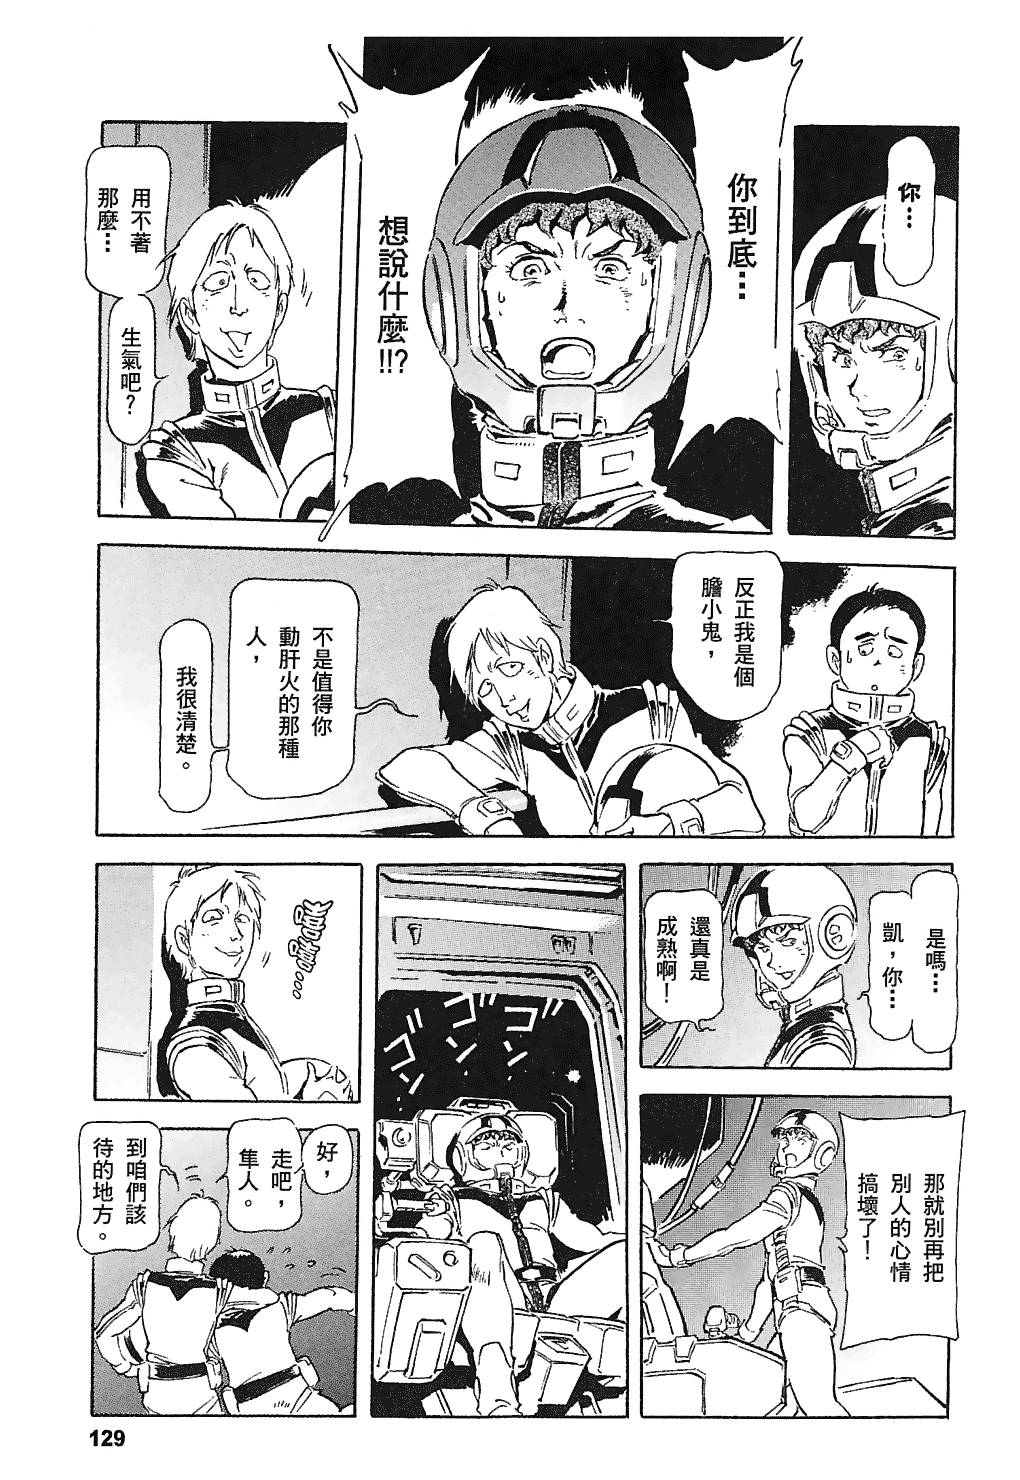 你…
你到底…
想說什麼!!?
用不著
那麼…
生氣吧?
反正我是個
膽小鬼，
不是值得你
動肝火的那種
人，
我很清楚。
是嗎…
凱，你…
還真是
成熟啊！
那就別再把
別人的心情
搞壞了！
ゴン
ゴン
ゴン
嘻嘻…
好，
走吧，
隼人。
到咱們該
待的地方。
129